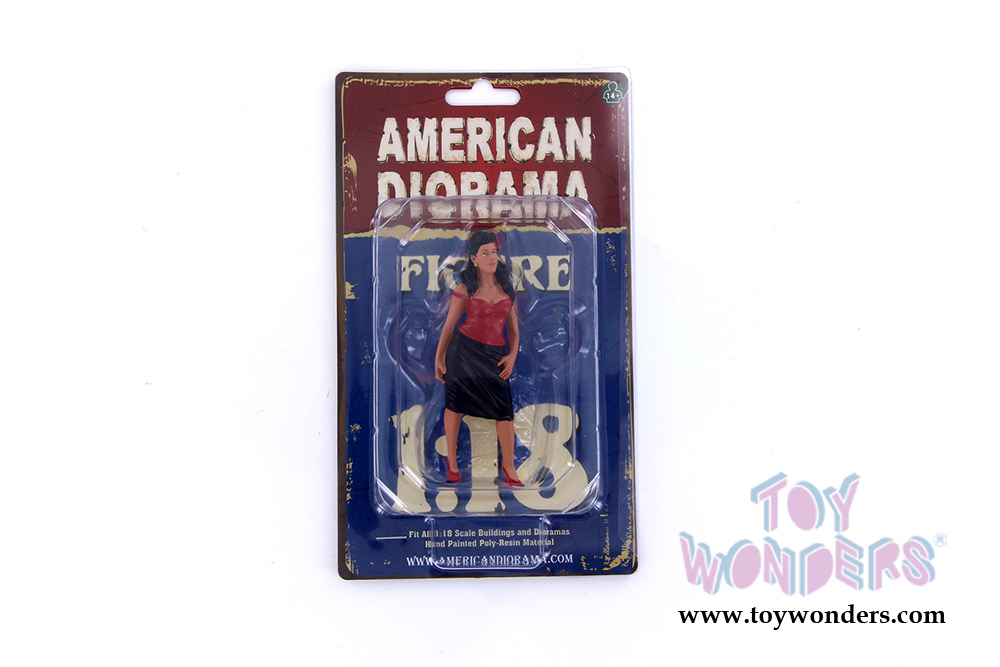 14+
AMERICAN
DIORAMA
FIGURE
1:18
Fit All 1:18 Scale Buildings and Dioramas
Hand Painted Poly-Resin Material
WWW.AMERICANDIORAMA.COM
TOY
WONDERS®
www.toywonders.com